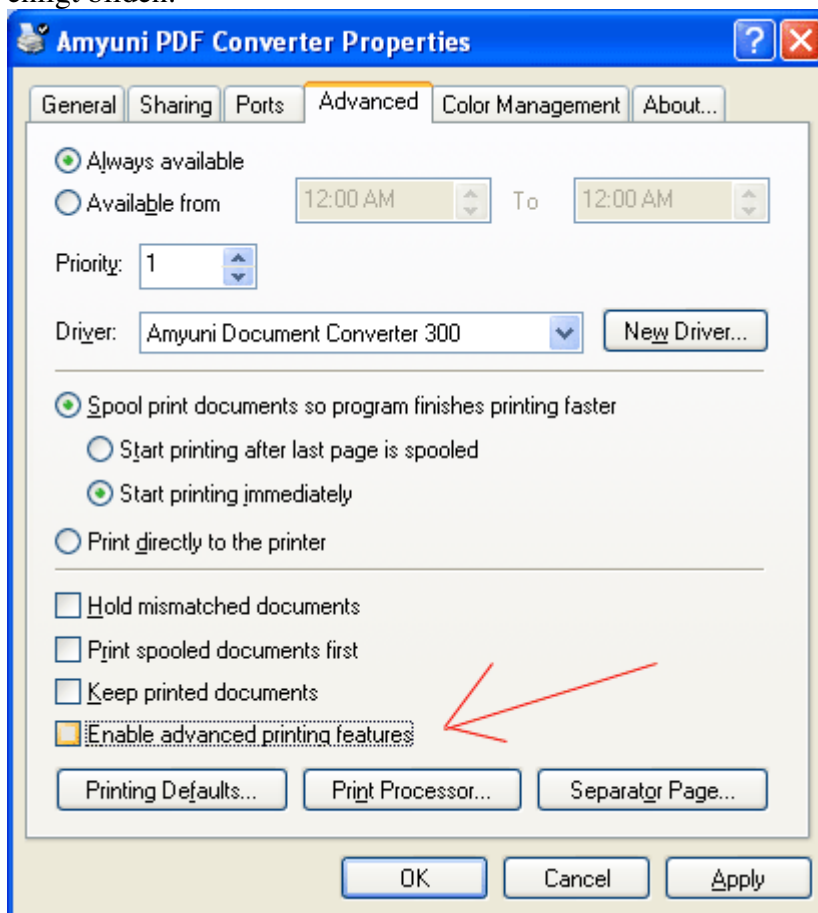 enligt bilden.
Amyuni PDF Converter Properties
General Sharing Ports Advanced Color Management About...
Always available
Available from 12:00 AM To 12:00 AM
Priority: 1
Driver: Amyuni Document Converter 300 New Driver...
Spool print documents so program finishes printing faster
Start printing after last page is spooled
Start printing immediately
Print directly to the printer
Hold mismatched documents
Print spooled documents first
Keep printed documents
Enable advanced printing features
Printing Defaults... Print Processor... Separator Page...
OK Cancel Apply